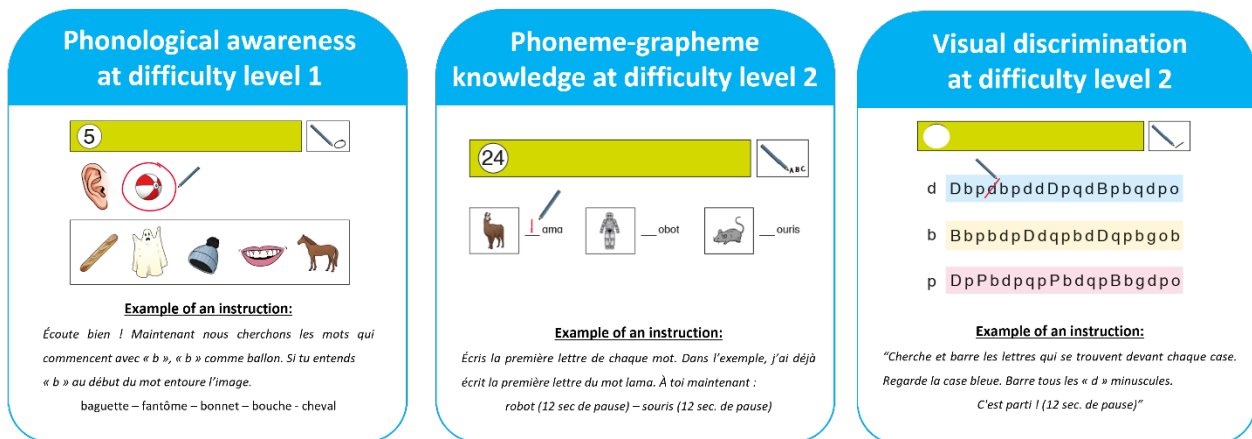 Phonological awareness
at difficulty level 1
5
Example of an instruction:
Écoute bien ! Maintenant nous cherchons les mots qui
commencent avec « b », « b » comme ballon. Si tu entends
« b » au début du mot entoure l'image.
baguette – fantôme – bonnet – bouche - cheval
Phoneme-grapheme
knowledge at difficulty level 2
24
ABC
l ama __ obot __ ouris
Example of an instruction:
Écris la première lettre de chaque mot. Dans l'exemple, j'ai déjà
écrit la première lettre du mot lama. À toi maintenant :
robot (12 sec de pause) – souris (12 sec. de pause)
Visual discrimination
at difficulty level 2
d DbpdbpddDpqdBpbqdpo
b BbpbdpDdqpbdDqpbgob
p DpPbdpqpPbdqpBbgdpo
Example of an instruction:
"Cherche et barre les lettres qui se trouvent devant chaque case.
Regarde la case bleue. Barre tous les « d » minuscules.
C'est parti ! (12 sec. de pause)"